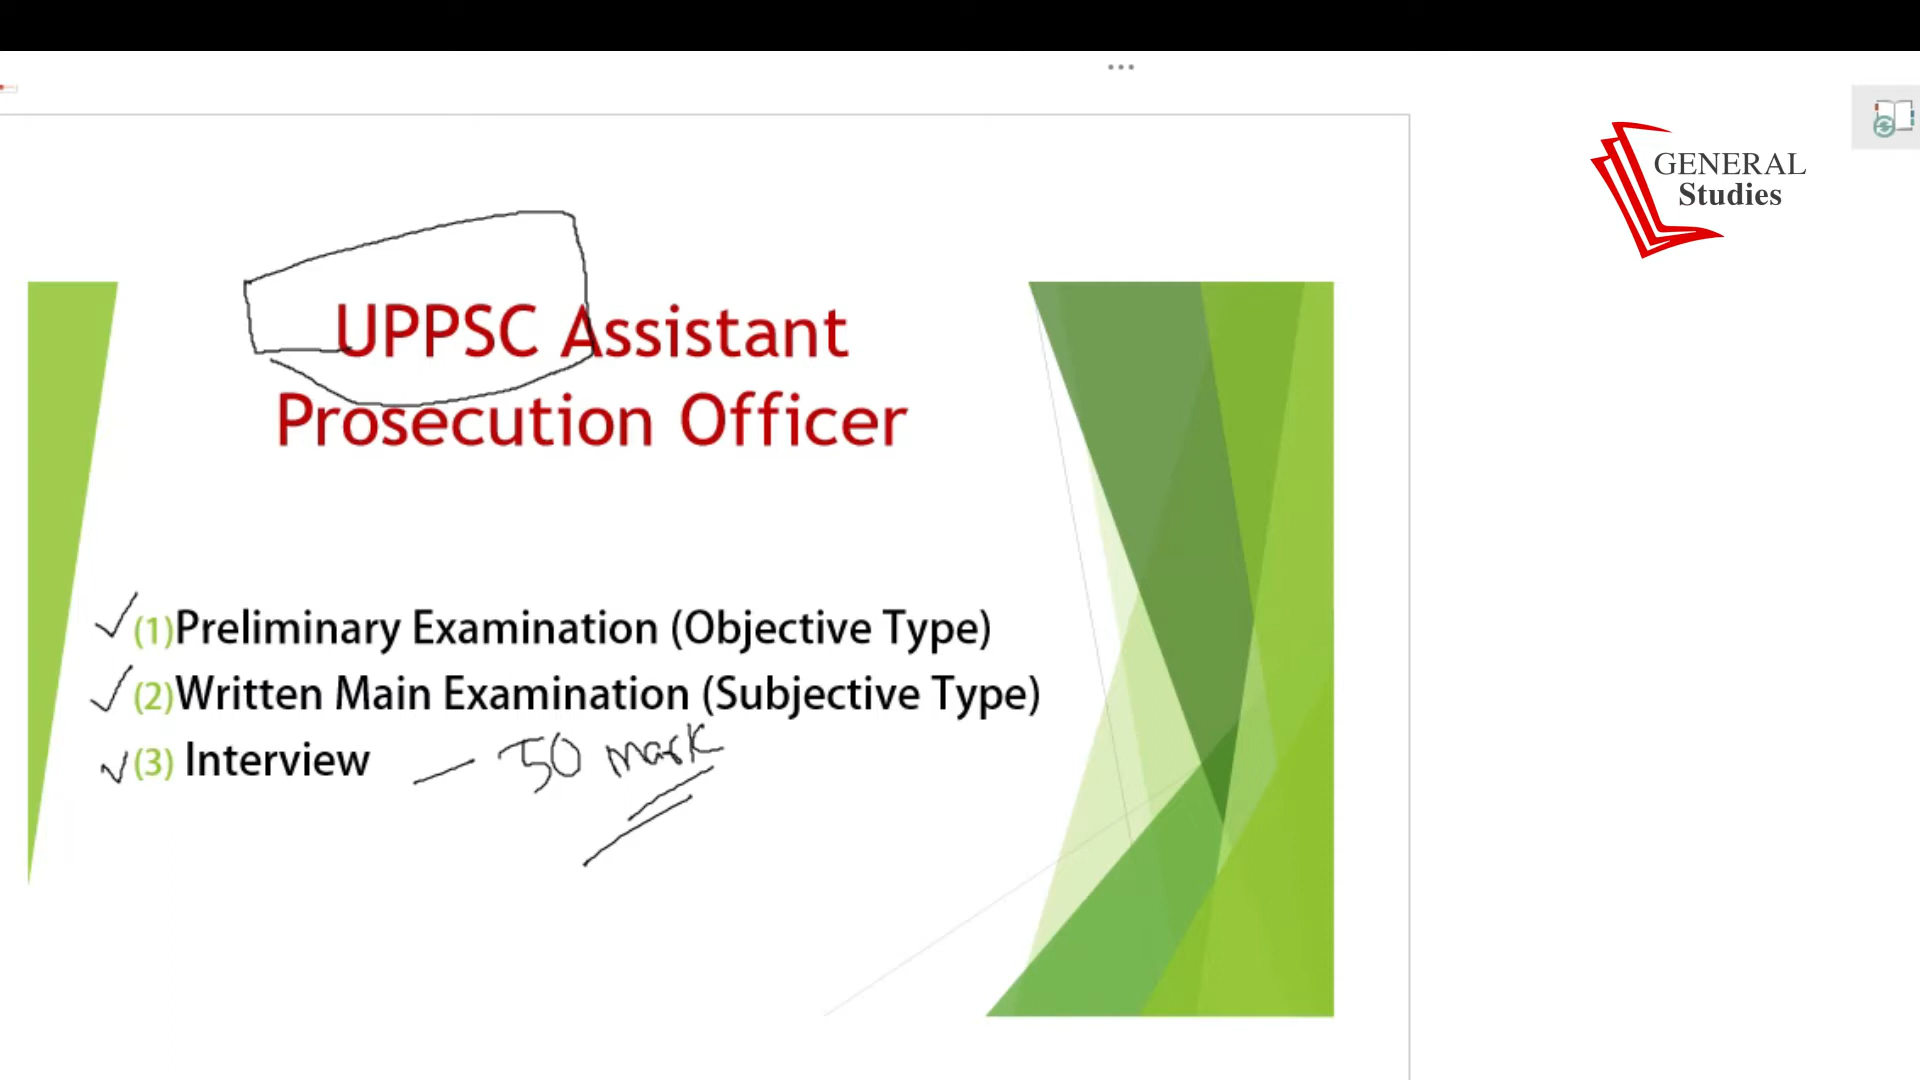 GENERAL
Studies
UPPSC Assistant
Prosecution Officer
(1)Preliminary Examination (Objective Type)
(2)Written Main Examination (Subjective Type)
(3) Interview — 50 mark